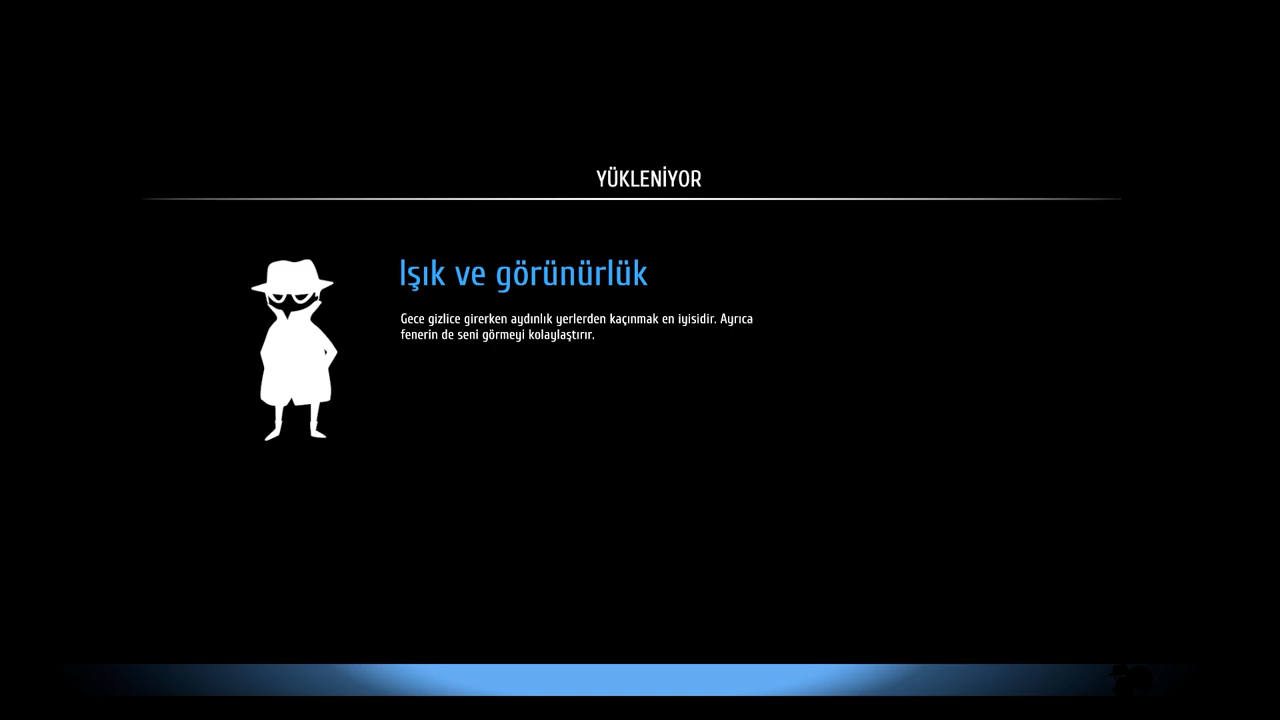 YÜKLENİYOR
Işık ve görünürlük
Gece gizlice girerken aydınlık yerlerden kaçınmak en iyisidir. Ayrıca
fenerin de seni görmeyi kolaylaştırır.